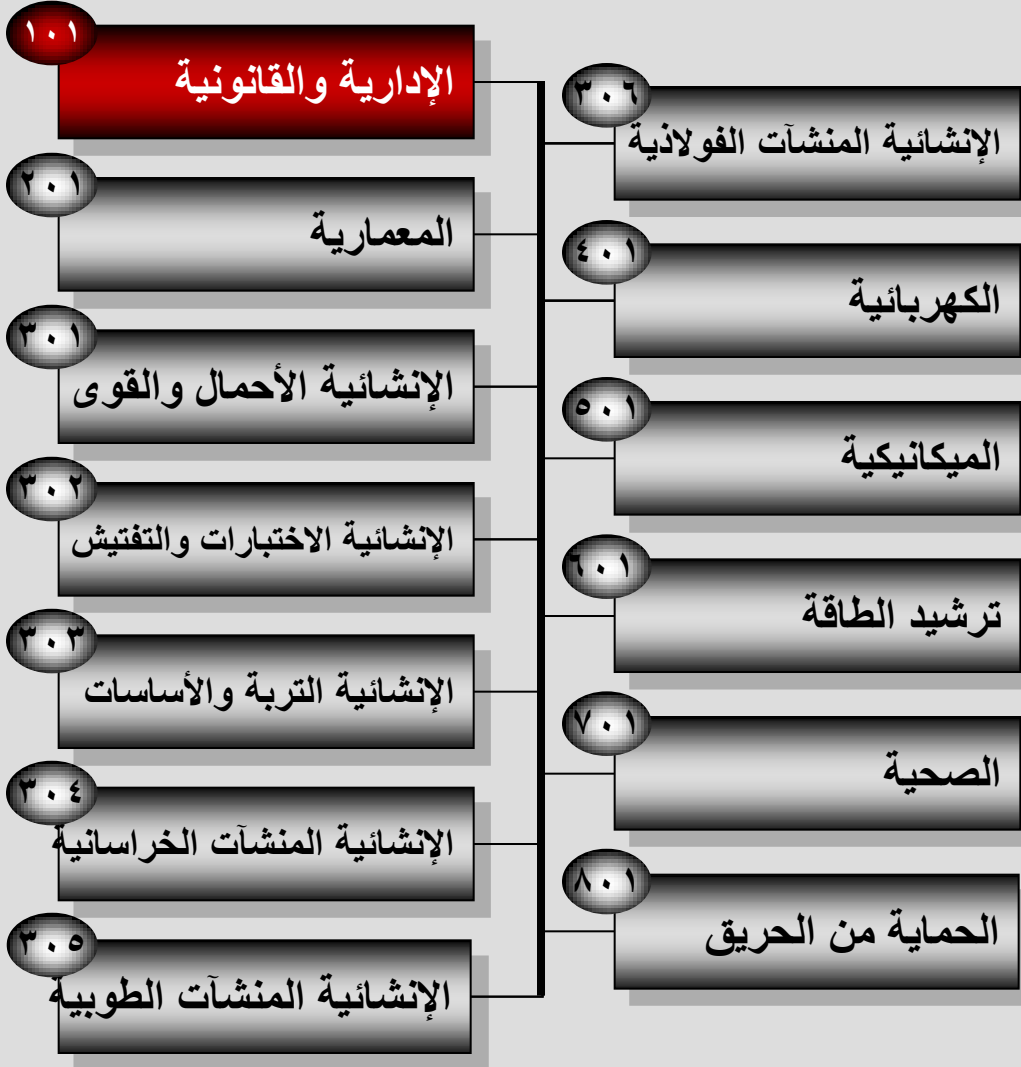 ١٠١
الإدارية والقانونية
٢٠١
المعمارية
٣٠١
الإنشائية الأحمال والقوى
٣٠٢
الإنشائية الاختبارات والتفتيش
٣٠٣
الإنشائية التربة والأساسات
٣٠٤
الإنشائية المنشآت الخراسانية
٣٠٥
الإنشائية المنشآت الطوبية
٣٠٦
الإنشائية المنشآت الفولاذية
٤٠١
الكهربائية
٥٠١
الميكانيكية
٦٠١
ترشيد الطاقة
٧٠١
الصحية
٨٠١
الحماية من الحريق